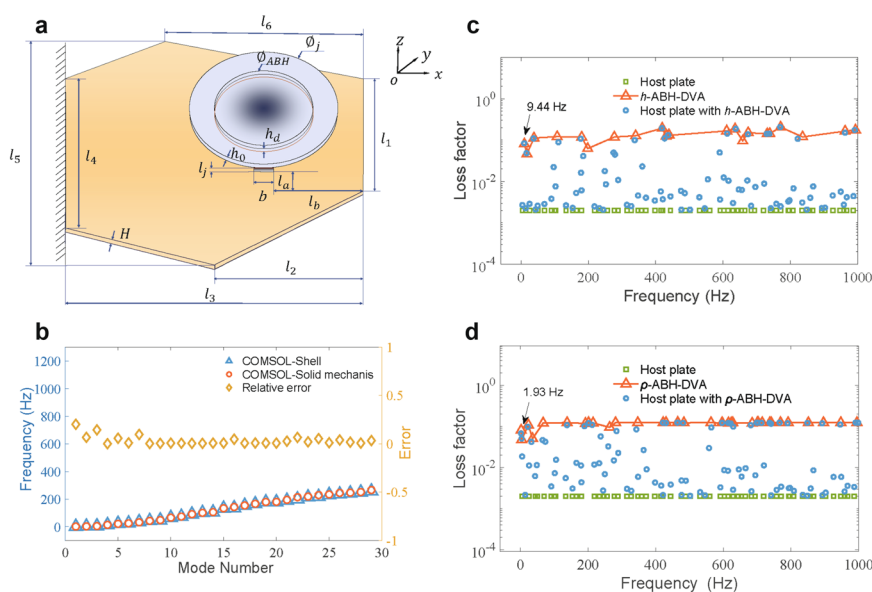 a
l6
∅j
∅ABH
z
y
o
x
hd
l5
l4
l1
h0
lj
la
b
lb
H
l2
l3
b
COMSOL-Shell
COMSOL-Solid mechanis
Relative error
Frequency (Hz)
1200
1000
800
600
400
200
0
1
0.5
0
-0.5
-1
Error
0 5 10 15 20 25 30
Mode Number
c
Host plate
h-ABH-DVA
Host plate with h-ABH-DVA
9.44 Hz
Loss factor
10^0
10^-2
10^-4
0 200 400 600 800 1000
Frequency (Hz)
d
Host plate
ρ-ABH-DVA
Host plate with ρ-ABH-DVA
1.93 Hz
Loss factor
10^0
10^-2
10^-4
0 200 400 600 800 1000
Frequency (Hz)